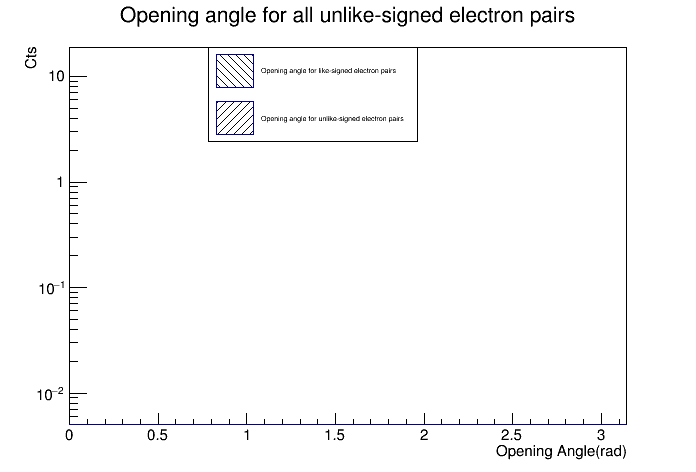 Opening angle for all unlike-signed electron pairs
Cts
Opening angle for like-signed electron pairs
Opening angle for unlike-signed electron pairs
10
1
10⁻¹
10⁻²
0 0.5 1 1.5 2 2.5 3
Opening Angle(rad)